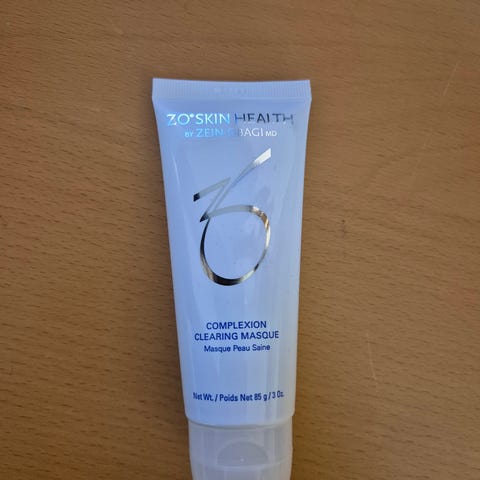 ZO® SKIN HEALTH
BY ZEIN OBAGI MD
COMPLEXION
CLEARING MASQUE
Masque Peau Saine
Net Wt. / Poids Net 85 g / 3 Oz.